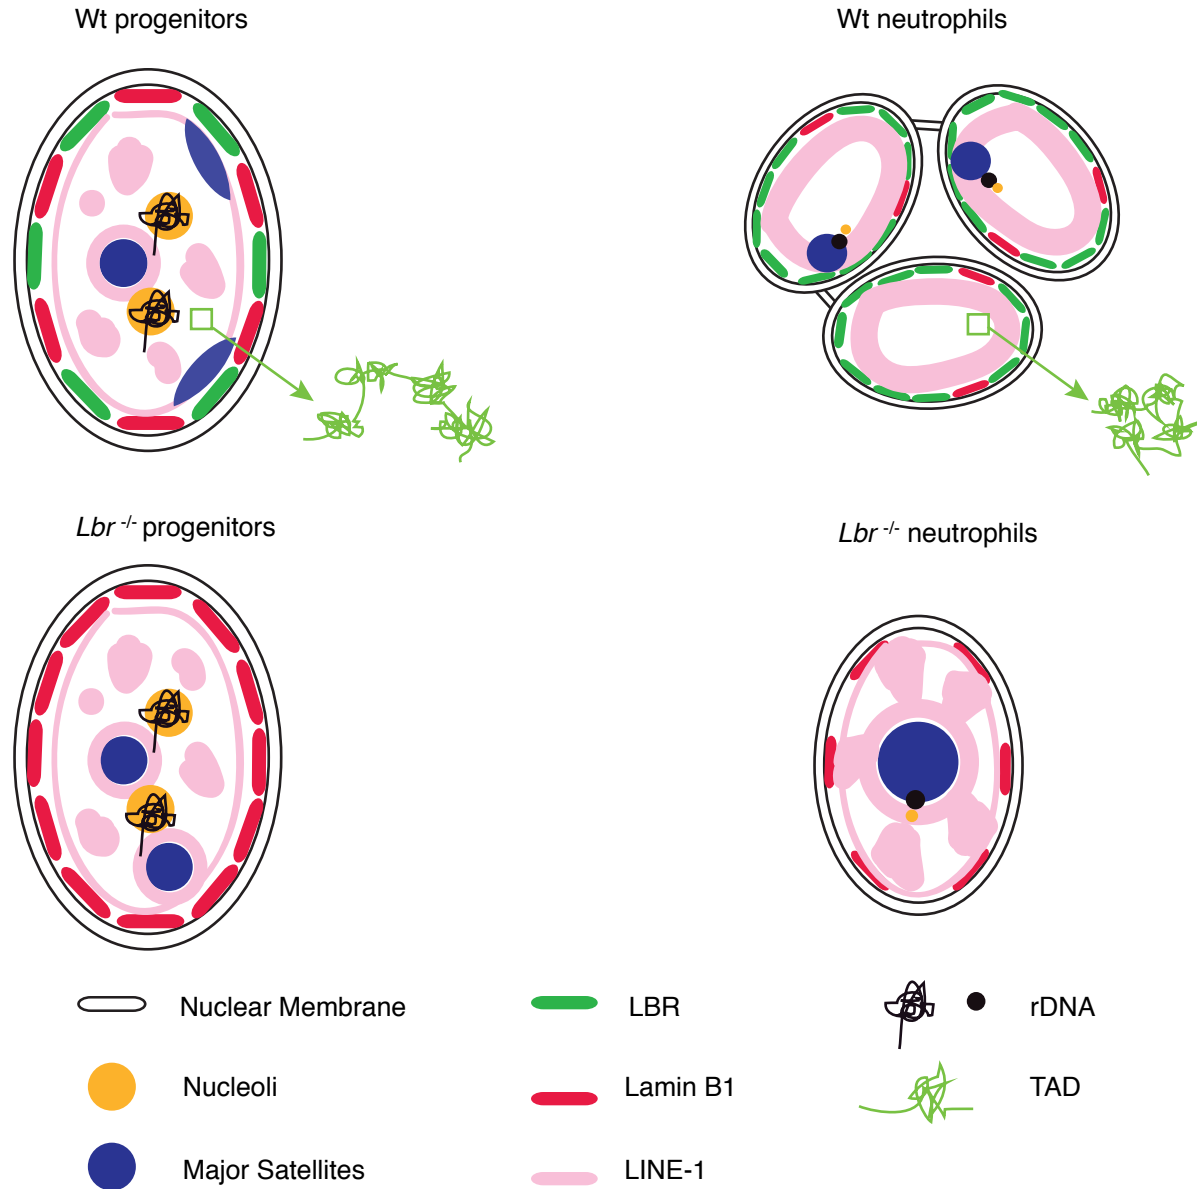 Wt progenitors
Wt neutrophils
Lbr -/- progenitors
Lbr -/- neutrophils
Nuclear Membrane
LBR
rDNA
Nucleoli
Lamin B1
TAD
Major Satellites
LINE-1